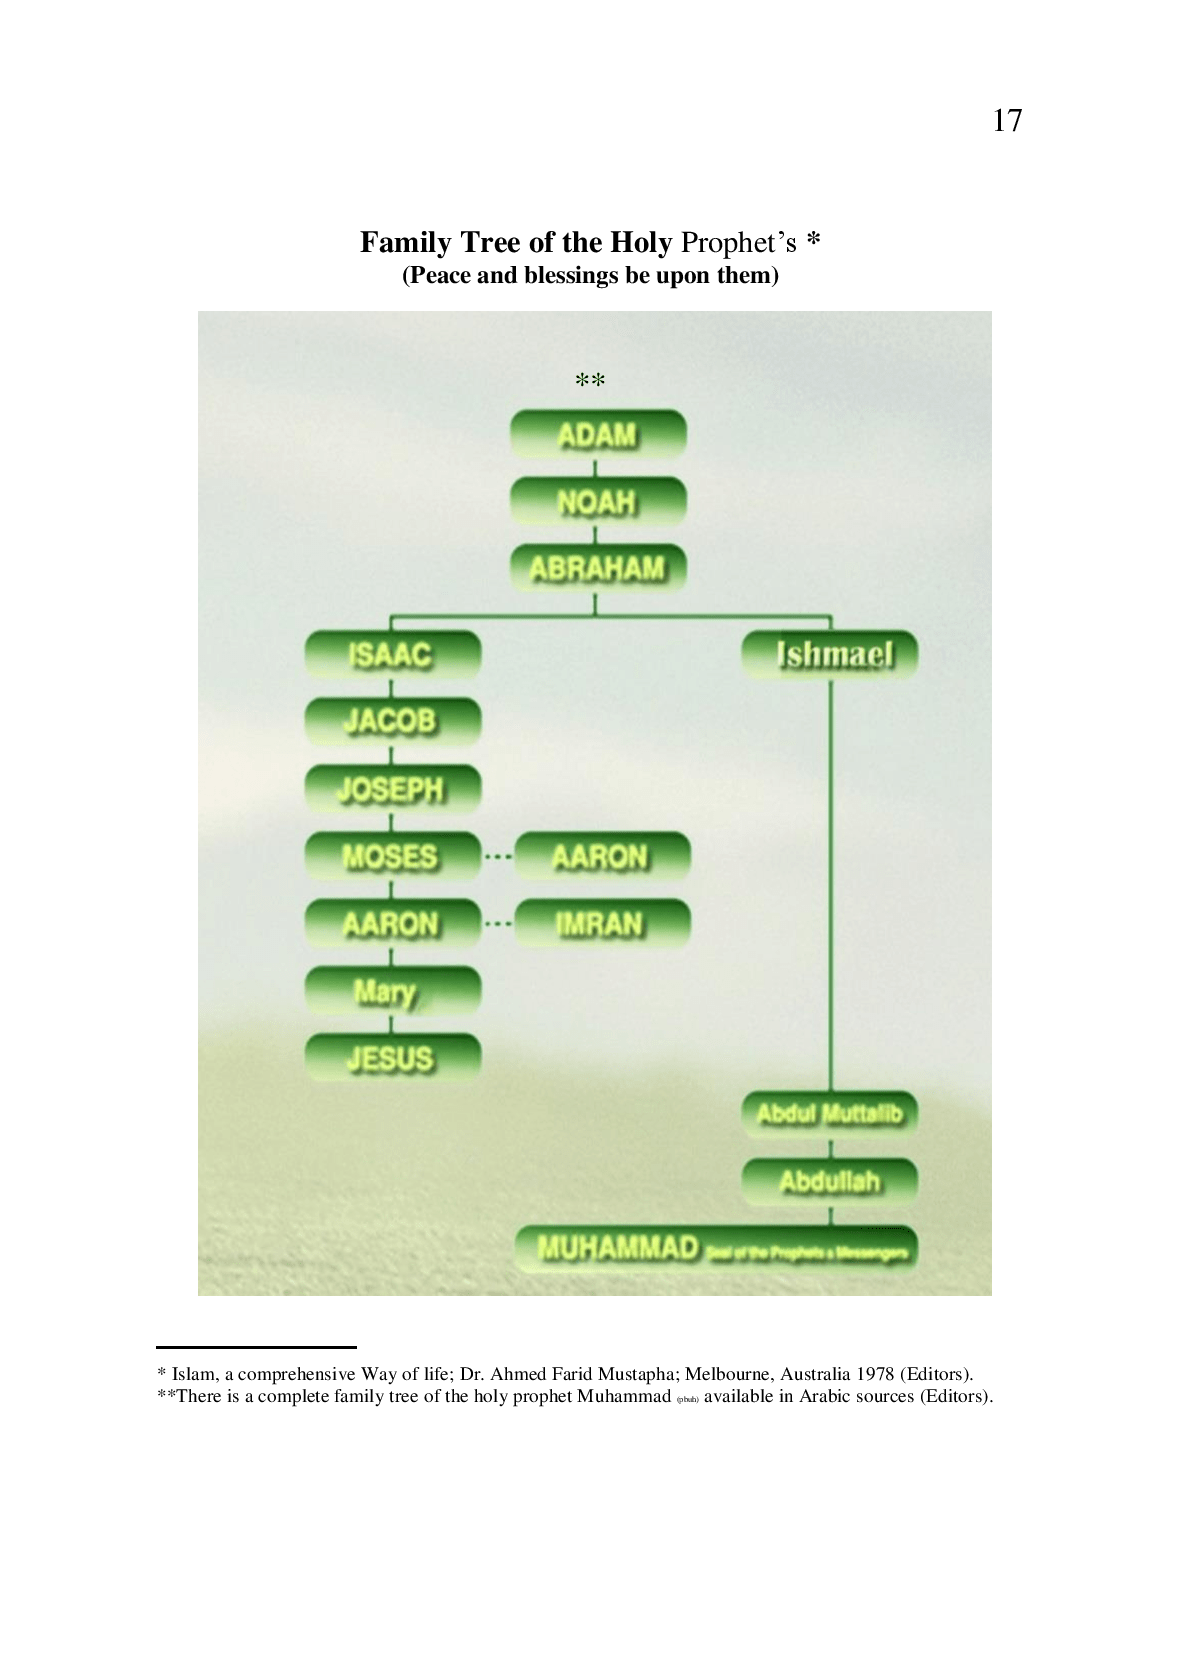 17
Family Tree of the Holy Prophet’s *
(Peace and blessings be upon them)
**
ADAM
NOAH
ABRAHAM
ISAAC
Ishmael
JACOB
JOSEPH
MOSES
AARON
AARON
IMRAN
Mary
JESUS
Abdul Muttalib
Abdullah
MUHAMMAD Seal of the Prophets & Messengers
* Islam, a comprehensive Way of life; Dr. Ahmed Farid Mustapha; Melbourne, Australia 1978 (Editors).
**There is a complete family tree of the holy prophet Muhammad (pbuh) available in Arabic sources (Editors).